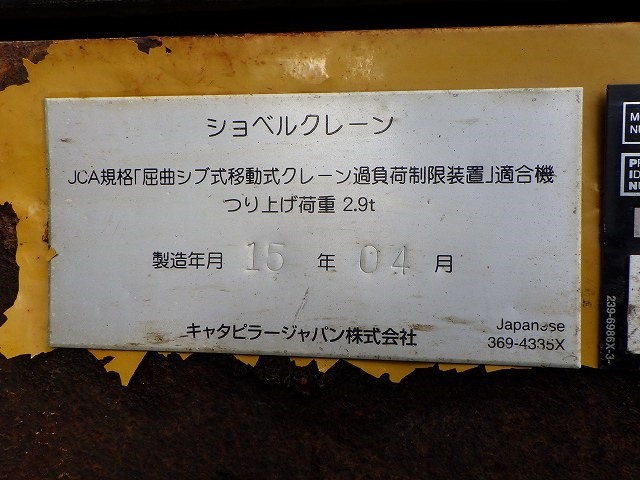 ショベルクレーン
JCA規格「屈曲ジブ式移動式クレーン過負荷制限装置」適合機
つり上げ荷重 2.9t
製造年月 15 年 04 月
キャタピラージャパン株式会社
Japanese
369-4335X
239-6986X-3